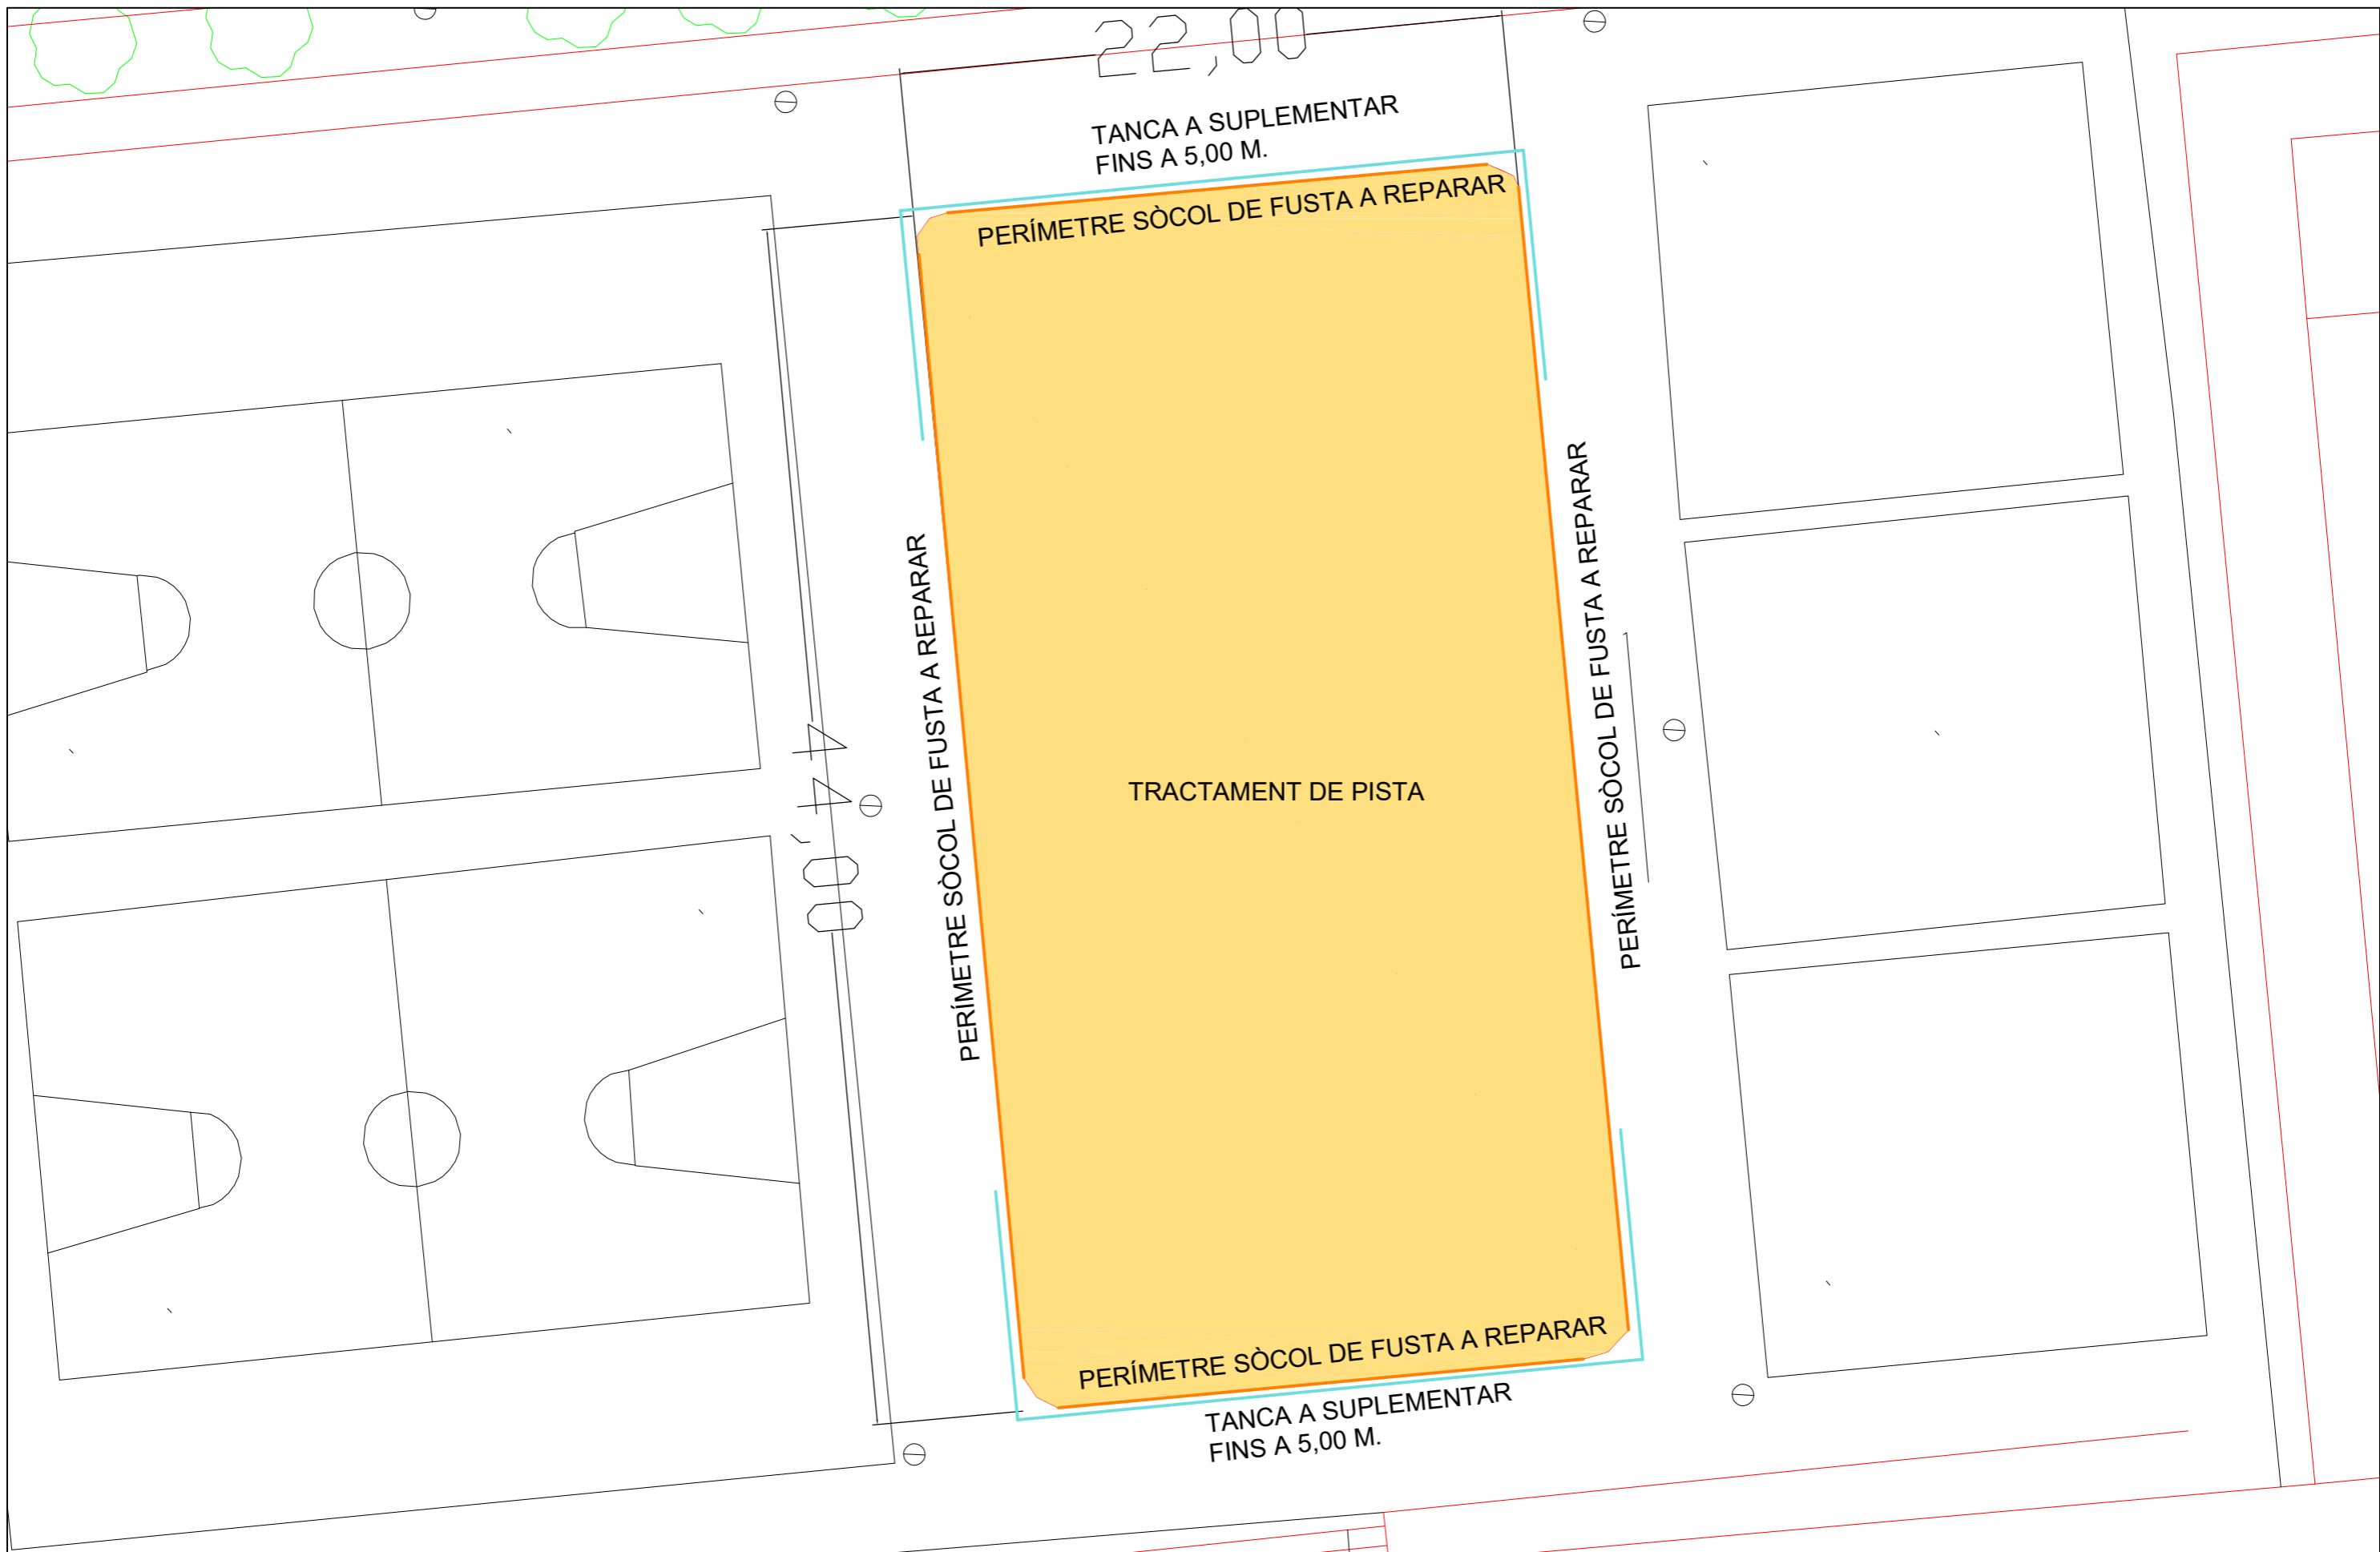 22,00
TANCA A SUPLEMENTAR
FINS A 5,00 M.
PERÍMETRE SÒCOL DE FUSTA A REPARAR
PERÍMETRE SÒCOL DE FUSTA A REPARAR
PERÍMETRE SÒCOL DE FUSTA A REPARAR
44,00
TRACTAMENT DE PISTA
PERÍMETRE SÒCOL DE FUSTA A REPARAR
TANCA A SUPLEMENTAR
FINS A 5,00 M.